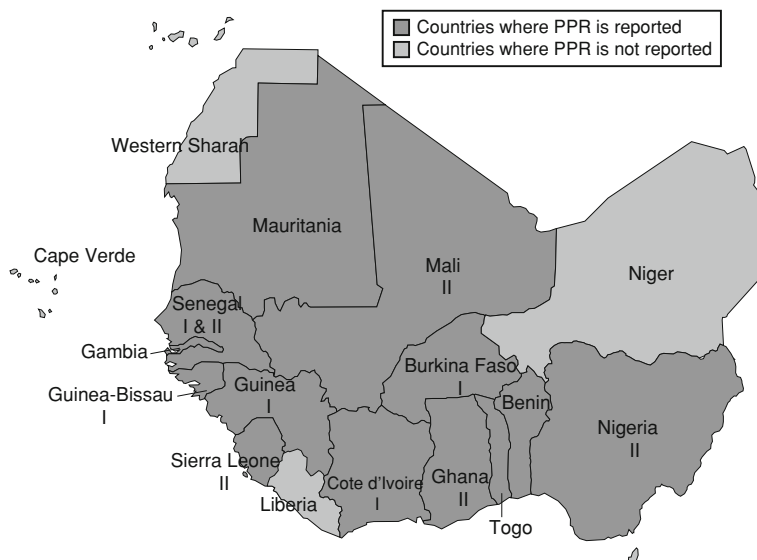 Countries where PPR is reported
Countries where PPR is not reported
Western Sharah
Mauritania
Cape Verde
Mali
II
Niger
Senegal
I & II
Gambia
Guinea-Bissau
I
Guinea
I
Burkina Faso
I
Benin
Nigeria
II
Sierra Leone
II
Liberia
Cote d'Ivoire
I
Ghana
II
Togo